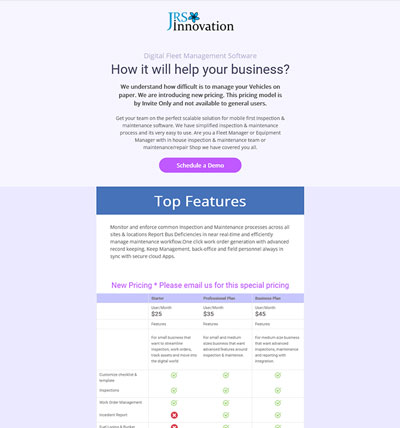 JRS
innovation
Digital Fleet Management Software
How it will help your business?
We understand how difficult is to manage your Vehicles on
paper. We are introducing new pricing. This pricing model is
by Invite Only and not available to general users.
Get your team on the perfect scalable solution for mobile first Inspection &
maintenance software. We have simplified inspection & maintenance
process and its very easy to use. Are you a Fleet Manager or Equipment
Manager with in house inspection & maintenance team or
maintenance/repair Shop we have covered you all.
Schedule a Demo
Top Features
Monitor and enforce common Inspection and Maintenance processes across all
sites & locations Report Bus Deficiencies in near real-time and efficiently
manage maintenance workflow.One click work order generation with advanced
record keeping. Keep Management, back-office and field personnel always in
sync with secure cloud Apps.
New Pricing * Please email us for this special pricing
Starter Professional Plan Business Plan
User/Month User/Month User/Month
$25 $35 $45
Features Features Features
For small business that For small and medium For medium size business
want to streamline sizes business that want that want advanced
inspection, work orders, advanced features around inspections, maintenance
track assets and move into inspection & maintenance and reporting with
the digital world integration.
Customize checklist &
template
Inspections
Work Order Management
Incident Report